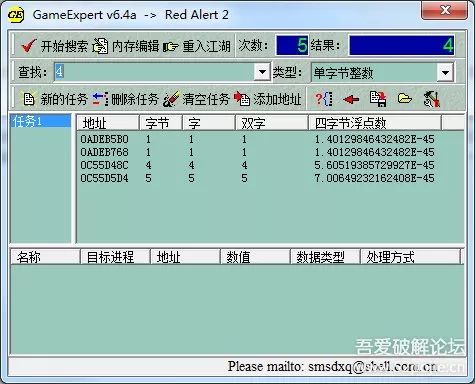 GE GameExpert v6.4a -> Red Alert 2
开始搜索 内存编辑 重入江湖 次数: 5 结果: 4
查找: 4 类型: 单字节整数
新的任务 删除任务 清空任务 添加地址
任务1
地址 字节 字 双字 四字节浮点数
0ADEB5B0 1 1 1 1.40129846432482E-45
0ADEB768 1 1 1 1.40129846432482E-45
0C55D48C 4 4 4 5.60519385729927E-45
0C55D5D4 5 5 5 7.00649232162408E-45
名称 目标进程 地址 数值 数据类型 处理方式
吾爱破解论坛
Please mailto: smsdxq@shell.com.cn